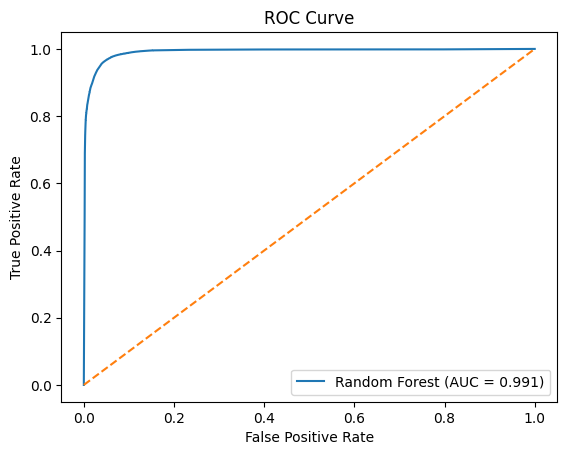 ROC Curve
1.0
0.8
0.6
0.4
0.2
0.0
True Positive Rate
Random Forest (AUC = 0.991)
0.0 0.2 0.4 0.6 0.8 1.0
False Positive Rate